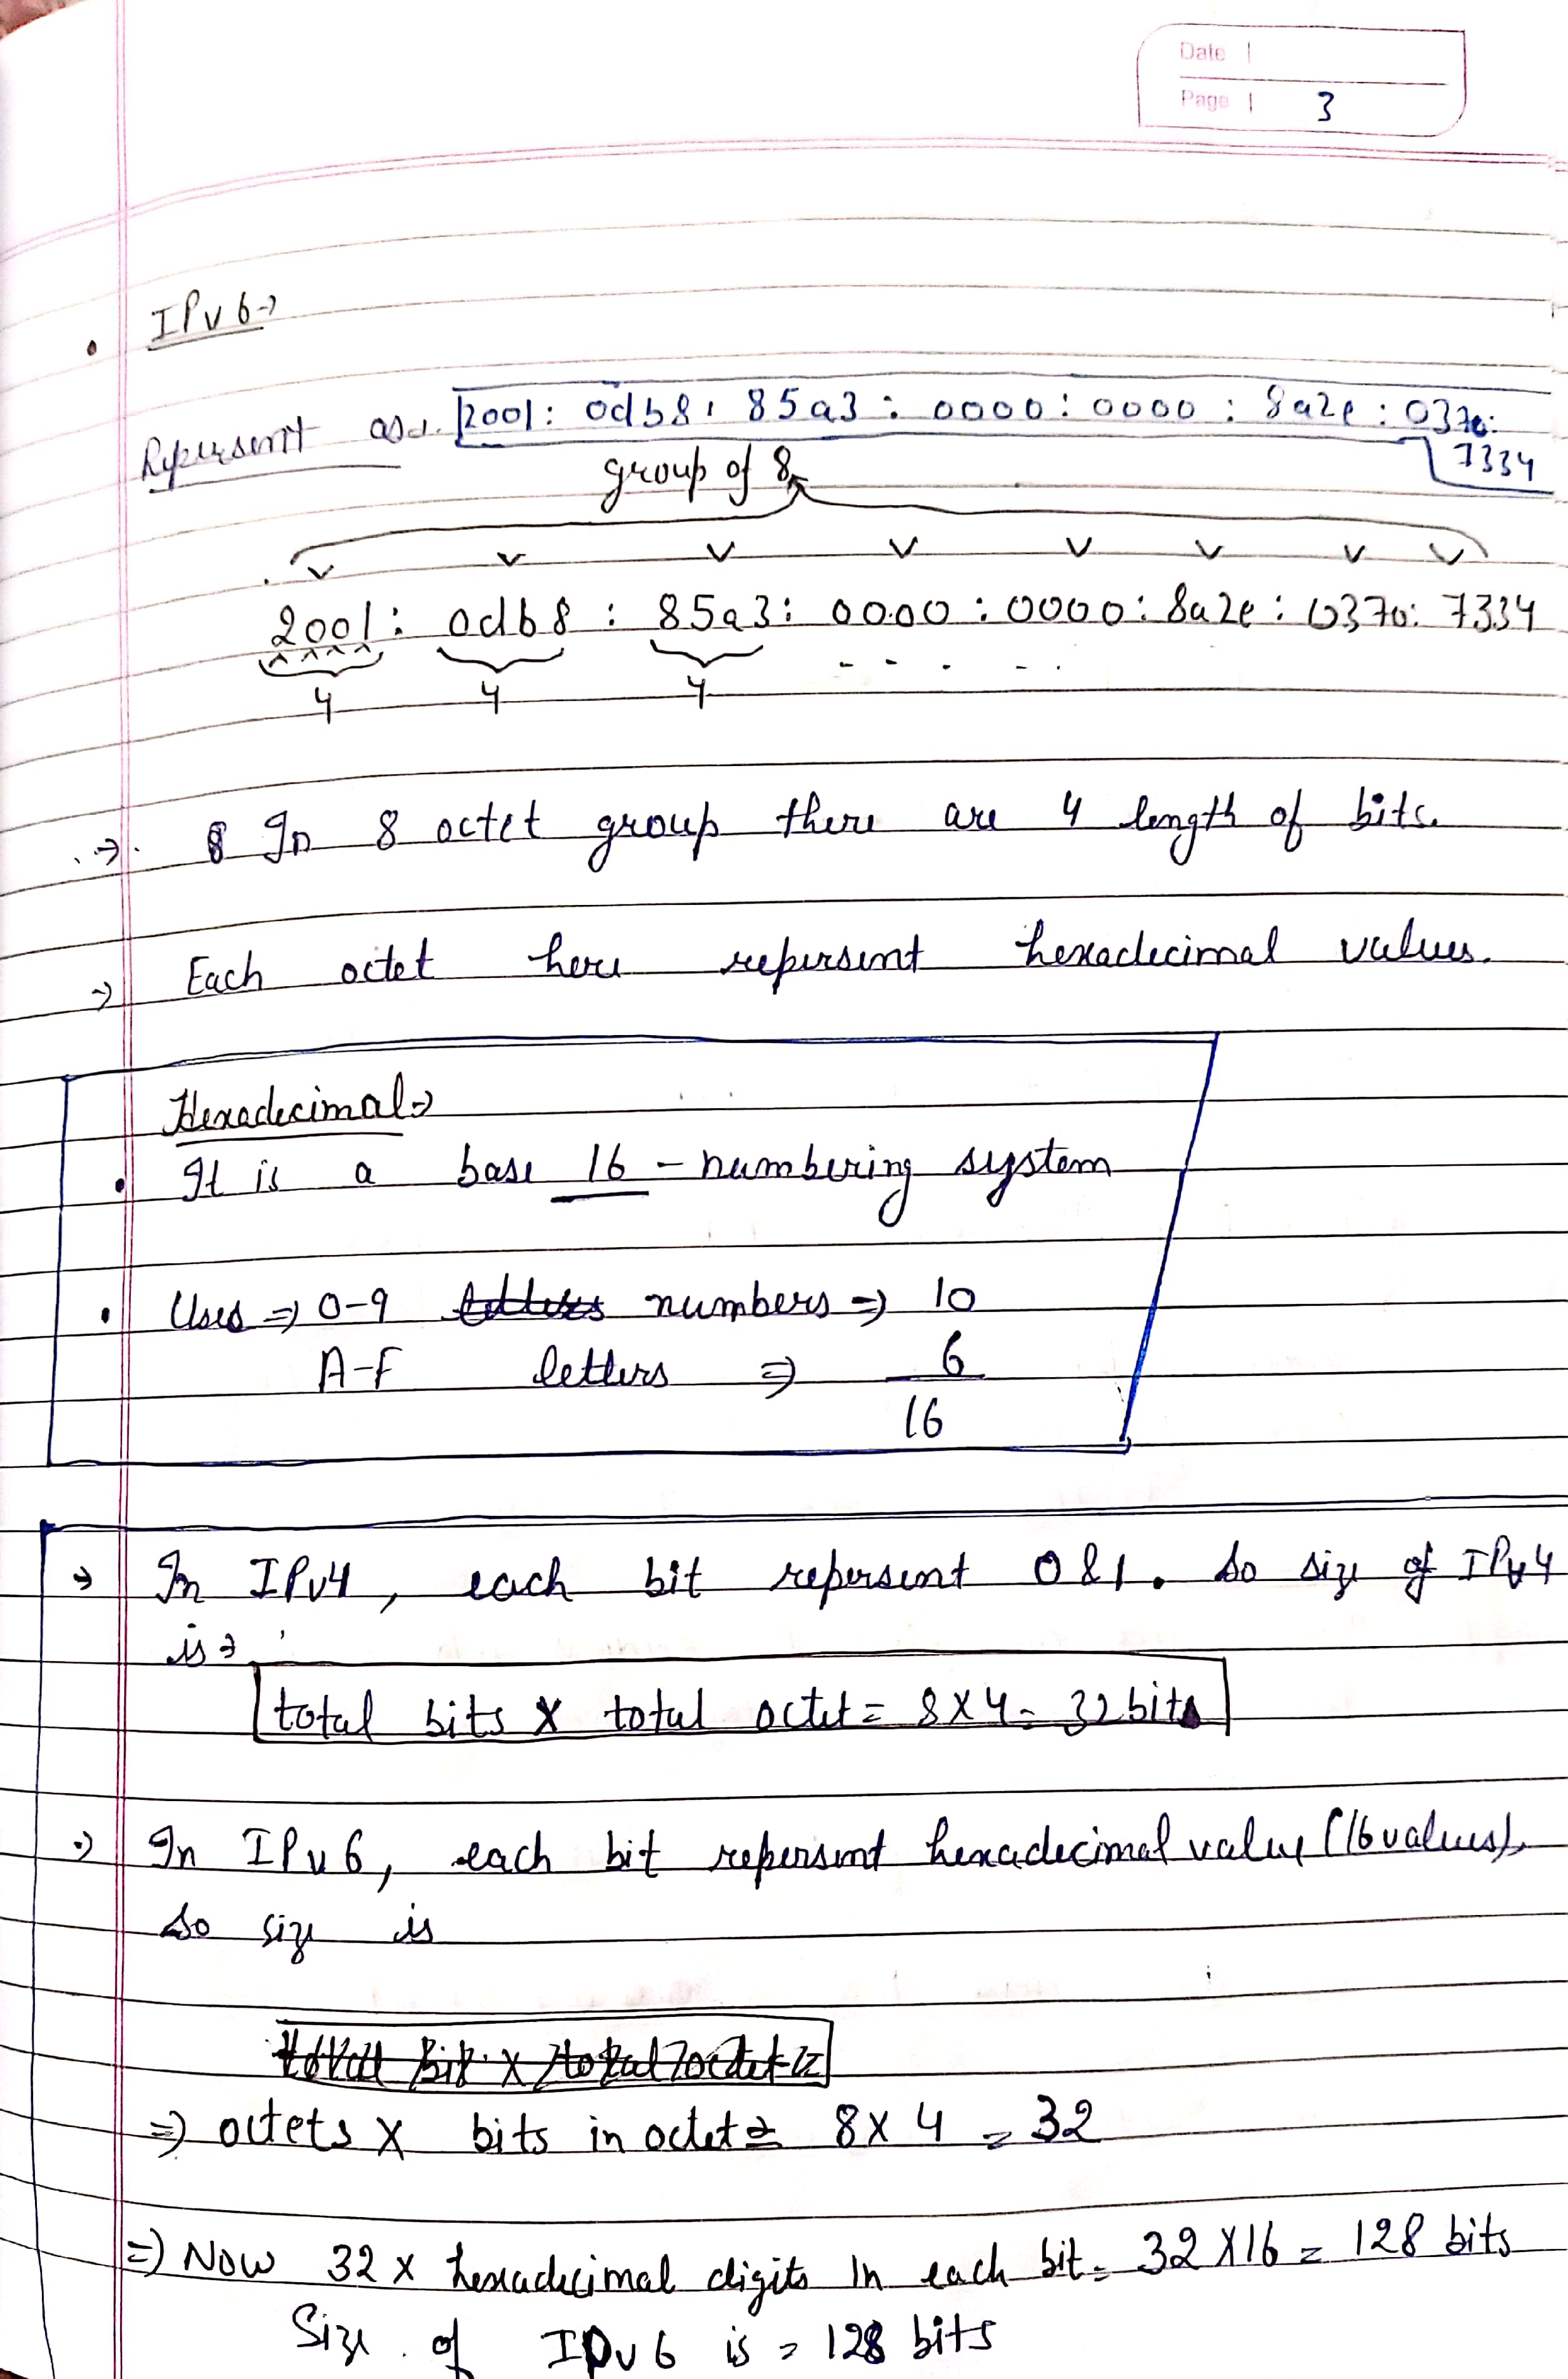 Date
Page 3
• IPv6→
Repersent as→ 2001: 0db8: 85a3: 0000: 0000: 8a2e: 0370:
7334
group of 8
2001: 0db8 : 85a3: 0000 : 0000: 8a2e: 0370: 7334
4 4 4 - - . - .
→ 8 In 8 octet group there are 4 length of bits.
→ Each octet here repersent hexadecimal values.
Hexadecimal→
• It is a base 16 - numbering system
• Uses ⇒ 0-9 numbers ⇒ 10
A-F letters ⇒ 6
16
→ In IPv4, each bit repersent 0 & 1. So size of IPv4
is→
total bits x total octet = 8x4 = 32 bits
→ In IPv6, each bit repersent hexadecimal value (16 values),
So size is
total bit x total octet =
⇒ octets x bits in octet = 8x4 = 32
⇒ Now 32 x hexadecimal digits in each bit = 32 x 16 = 128 bits
Size of IPv6 is = 128 bits